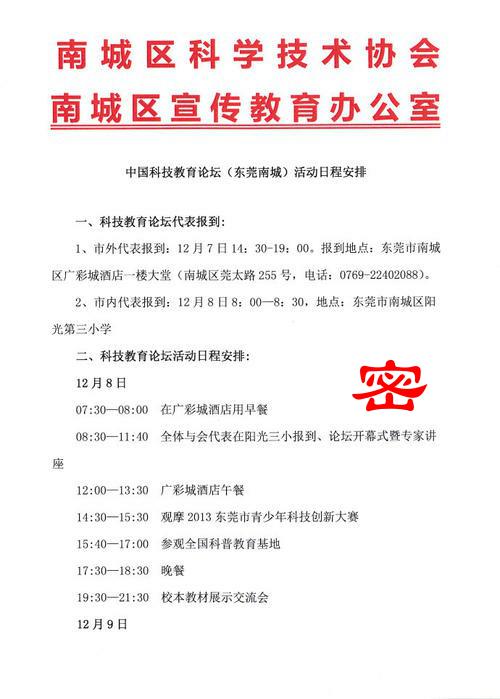 南城区科学技术协会
南城区宣传教育办公室
中国科技教育论坛（东莞南城）活动日程安排
一、科技教育论坛代表报到：
1、市外代表报到：12月7日14：30-19：00。报到地点：东莞市南城
区广彩城酒店一楼大堂（南城区莞太路255号，电话：0769-22402088）。
2、市内代表报到：12月8日8：00—8：30，地点：东莞市南城区阳
光第三小学
二、科技教育论坛活动日程安排:
12月8日
密
07:30—08:00 在广彩城酒店用早餐
08:30—11:40 全体与会代表在阳光三小报到、论坛开幕式暨专家讲
座
12:00—13:30 广彩城酒店午餐
14:30—15:30 观摩2013东莞市青少年科技创新大赛
15:40—17:00 参观全国科普教育基地
17:30—18:30 晚餐
19:30—21:30 校本教材展示交流会
12月9日